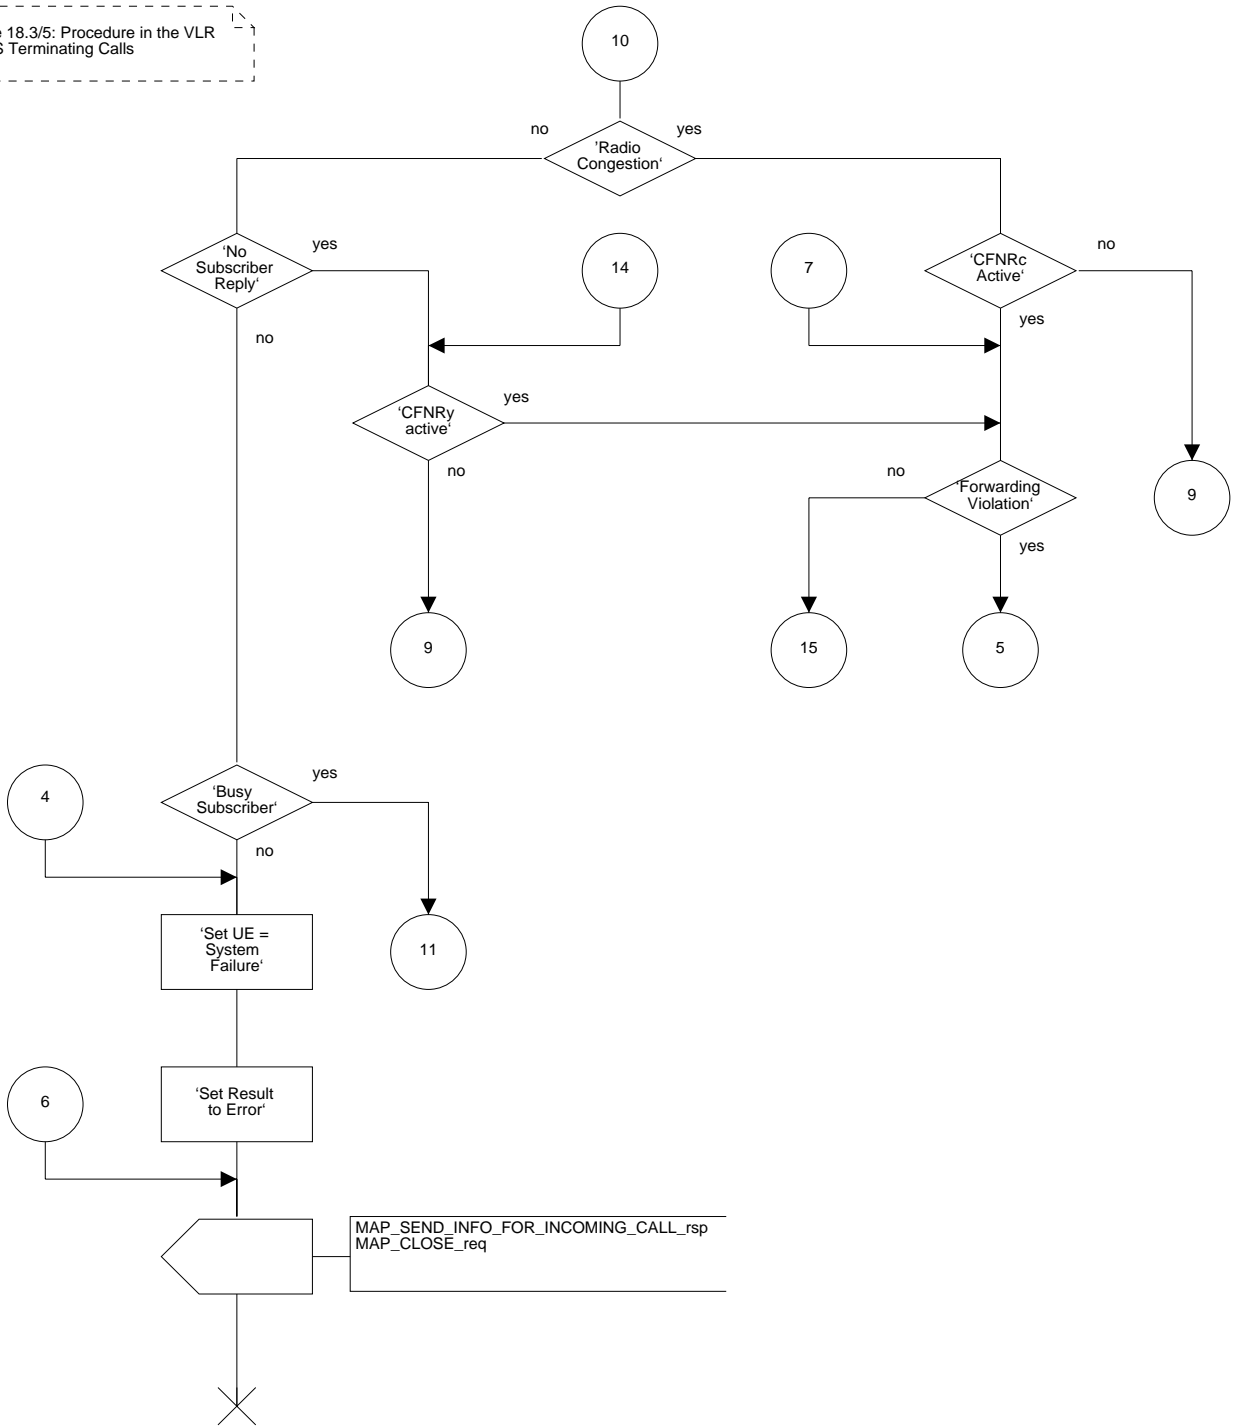 18.3/5: Procedure in the VLR
Terminating Calls
10
no
yes
’Radio
Congestion‘
‘No
Subscriber
Reply‘
yes
no
14
7
‘CFNRc
Active‘
no
yes
‘CFNRy
active‘
yes
no
no
‘Forwarding
Violation‘
yes
9
9
15
5
4
‘Busy
Subscriber‘
yes
no
‘Set UE =
System
Failure‘
11
6
‘Set Result
to Error‘
MAP_SEND_INFO_FOR_INCOMING_CALL_rsp
MAP_CLOSE_req